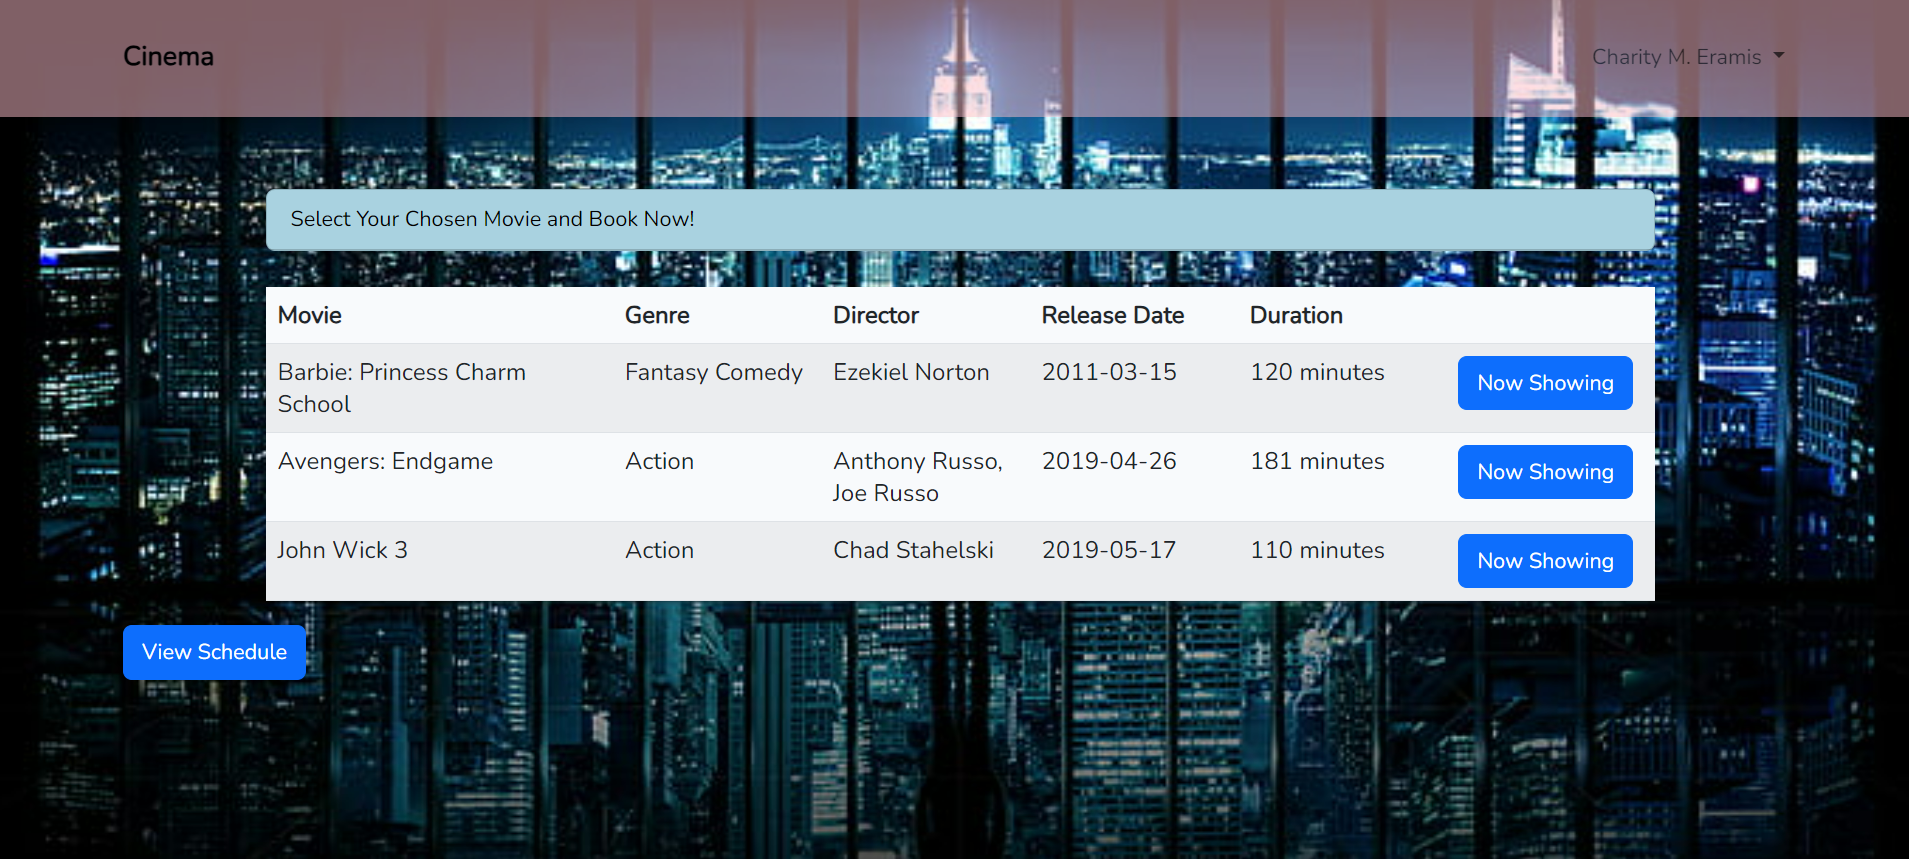 Cinema
Charity M. Eramis
Select Your Chosen Movie and Book Now!
Movie Genre Director Release Date Duration
Barbie: Princess Charm School Fantasy Comedy Ezekiel Norton 2011-03-15 120 minutes Now Showing
Avengers: Endgame Action Anthony Russo, Joe Russo 2019-04-26 181 minutes Now Showing
John Wick 3 Action Chad Stahelski 2019-05-17 110 minutes Now Showing
View Schedule